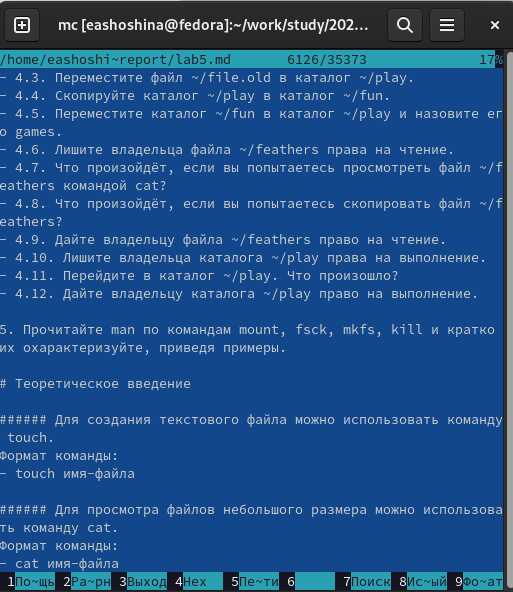 mc [eashoshina@fedora]:~/work/study/202...
/home/eashoshi~report/lab5.md 6126/35373 17%
- 4.3. Переместите файл ~/file.old в каталог ~/play.
- 4.4. Скопируйте каталог ~/play в каталог ~/fun.
- 4.5. Переместите каталог ~/fun в каталог ~/play и назовите ег
о games.
- 4.6. Лишите владельца файла ~/feathers права на чтение.
- 4.7. Что произойдёт, если вы попытаетесь просмотреть файл ~/f
eathers командой cat?
- 4.8. Что произойдёт, если вы попытаетесь скопировать файл ~/f
eathers?
- 4.9. Дайте владельцу файла ~/feathers право на чтение.
- 4.10. Лишите владельца каталога ~/play права на выполнение.
- 4.11. Перейдите в каталог ~/play. Что произошло?
- 4.12. Дайте владельцу каталога ~/play право на выполнение.
5. Прочитайте man по командам mount, fsck, mkfs, kill и кратко
их охарактеризуйте, приведя примеры.
# Теоретическое введение
###### Для создания текстового файла можно использовать команду
touch.
Формат команды:
- touch имя-файла
###### Для просмотра файлов небольшого размера можно использова
ть команду cat.
Формат команды:
- cat имя-файла
1По~щь 2Ра~рн 3Выход 4Hex 5Пе~ти 6 7Поиск 8Ис~ый 9Фо~ат